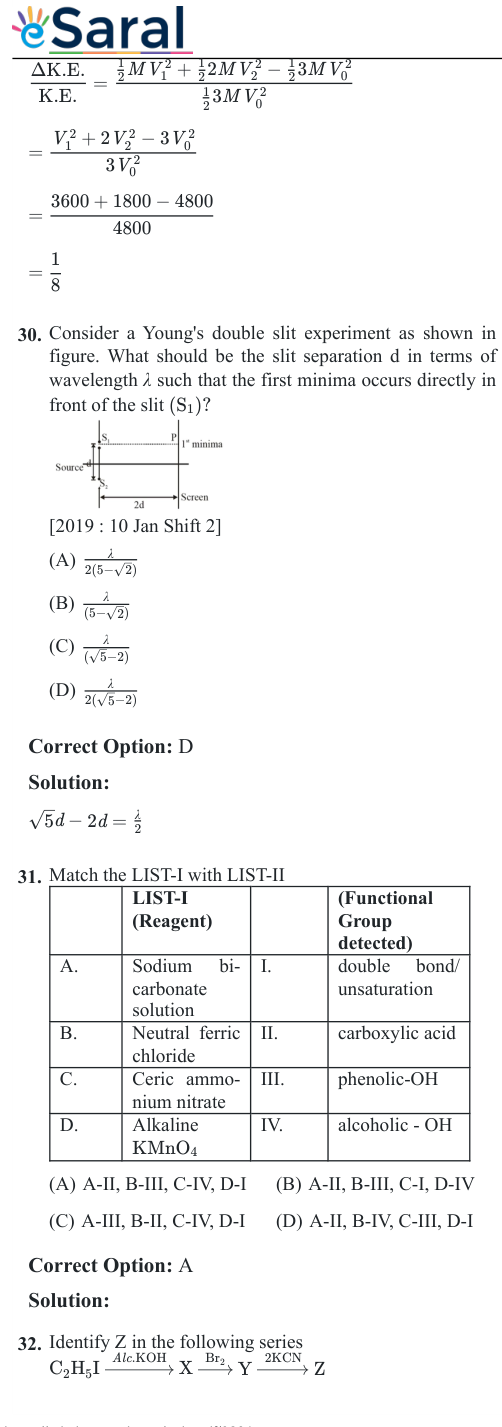 eSaral
ΔK.E./K.E. = (½MV₁² + ½2MV₂² − ½3MV₀²)/(½3MV₀²)
= (V₁² + 2V₂² − 3V₀²)/(3V₀²)
= (3600 + 1800 − 4800)/4800
= 1/8
30. Consider a Young's double slit experiment as shown in
figure. What should be the slit separation d in terms of
wavelength λ such that the first minima occurs directly in
front of the slit (S₁)?
S₁ P 1ˢᵗ minima
Source d
S₂
2d Screen
[2019 : 10 Jan Shift 2]
(A) λ/(2(5−√2))
(B) λ/((5−√2))
(C) λ/((√5−2))
(D) λ/(2(√5−2))
Correct Option: D
Solution:
√5d − 2d = λ/2
31. Match the LIST-I with LIST-II
LIST-I (Functional
(Reagent) Group
detected)
A. Sodium bi- I. double bond/
carbonate unsaturation
solution
B. Neutral ferric II. carboxylic acid
chloride
C. Ceric ammo- III. phenolic-OH
nium nitrate
D. Alkaline IV. alcoholic - OH
KMnO₄
(A) A-II, B-III, C-IV, D-I (B) A-II, B-III, C-I, D-IV
(C) A-III, B-II, C-IV, D-I (D) A-II, B-IV, C-III, D-I
Correct Option: A
Solution:
32. Identify Z in the following series
C₂H₅I —Alc.KOH→ X —Br₂→ Y —2KCN→ Z